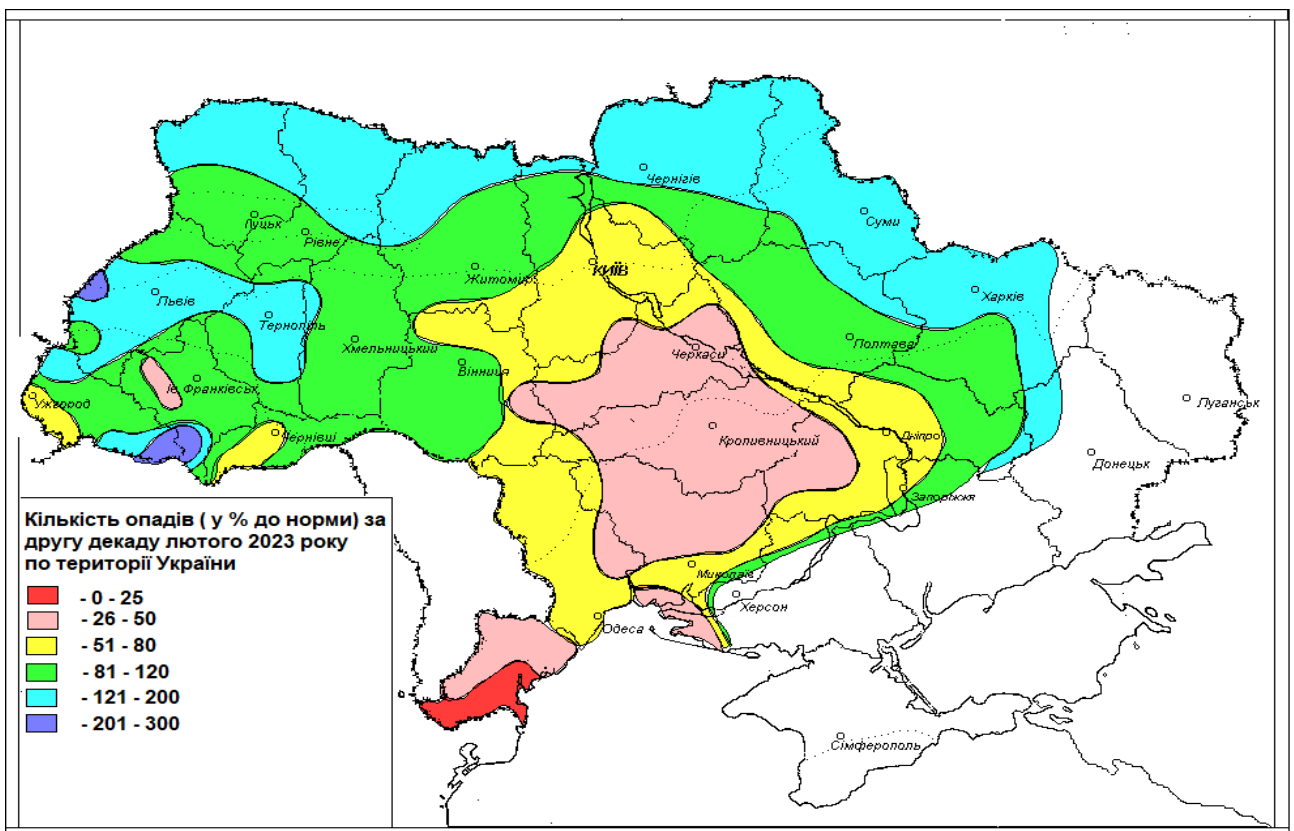 Чернігів
Суми
Луцьк
Рівне
Житомир
КИЇВ
Львів
Харків
Тернопіль
Хмельницький
Черкаси
Полтава
Вінниця
Ів.Франківськ
Ужгород
Луганськ
Чернівці
Кропивницький
Дніпро
Донецьк
Запоріжжя
Миколаїв
Херсон
Одеса
Сімферополь
Кількість опадів ( у % до норми) за
другу декаду лютого 2023 року
по території України
- 0 - 25
- 26 - 50
- 51 - 80
- 81 - 120
- 121 - 200
- 201 - 300